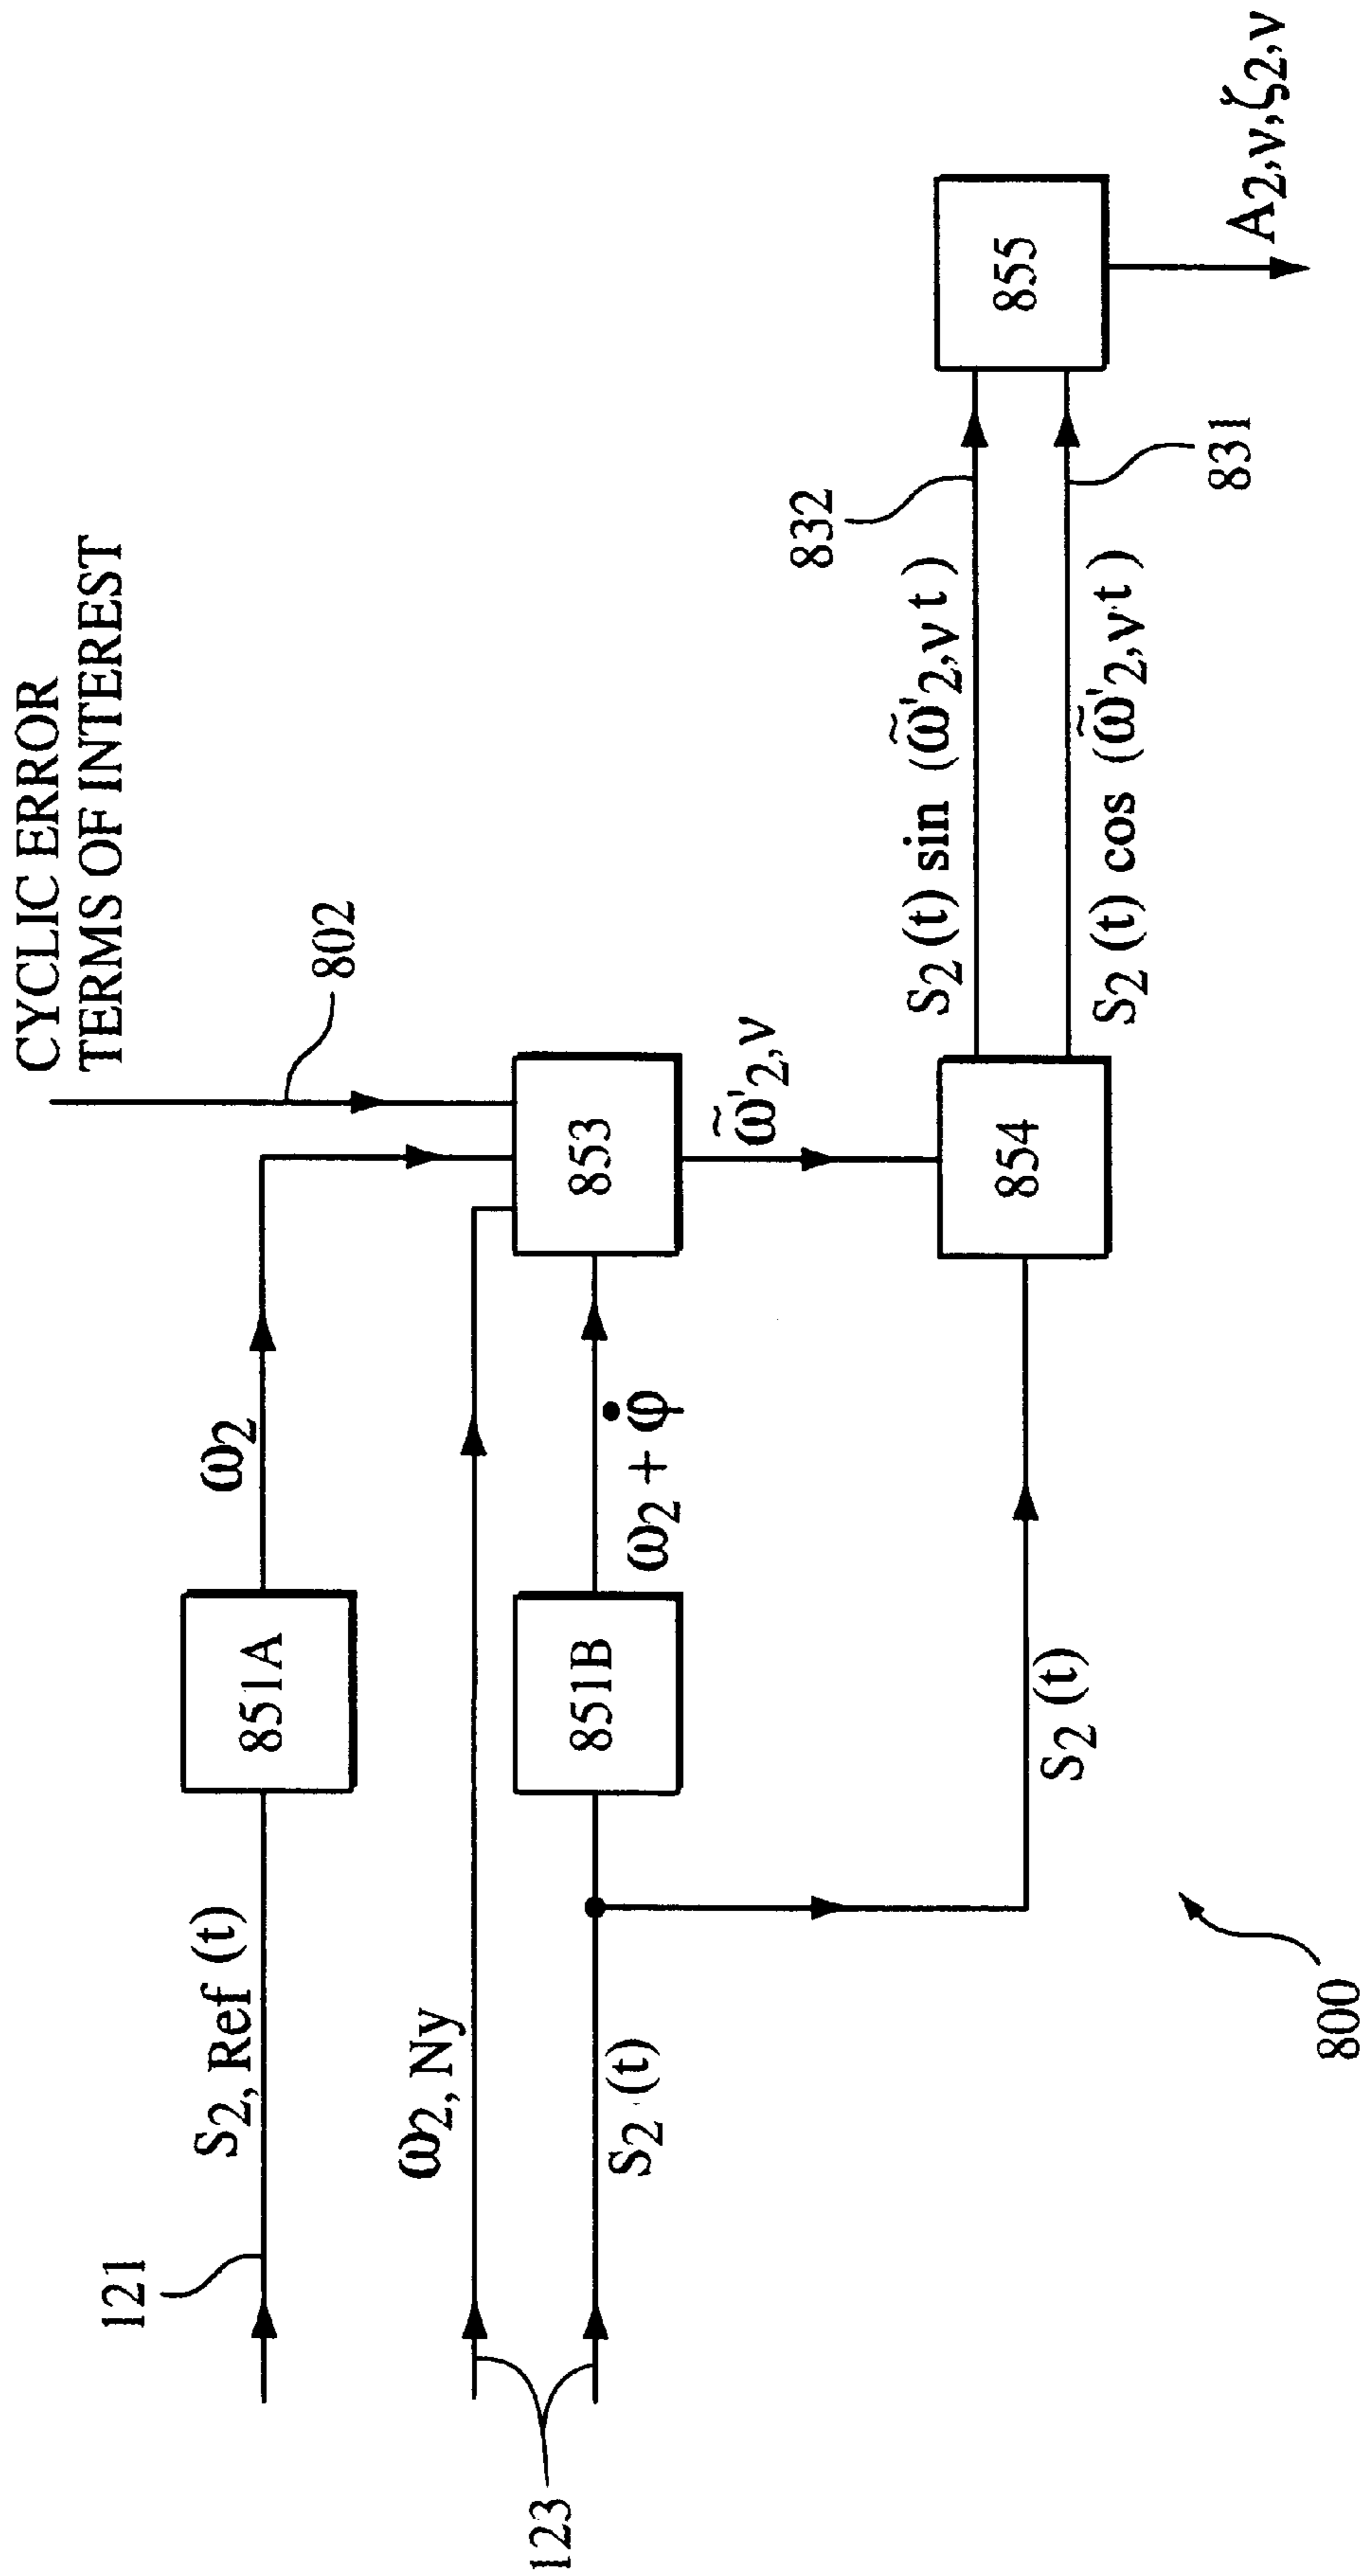 CYCLIC ERROR
TERMS OF INTEREST
802
121
S2, Ref (t)
851A
ω2
ω2, Ny
123
S2 (t)
851B
ω2 + φ̇
853
ω̃'2,ν
S2 (t)
854
S2 (t) sin (ω̃'2,ν t)
832
S2 (t) cos (ω̃'2,ν t)
831
855
A2,ν,ζ2,ν
800